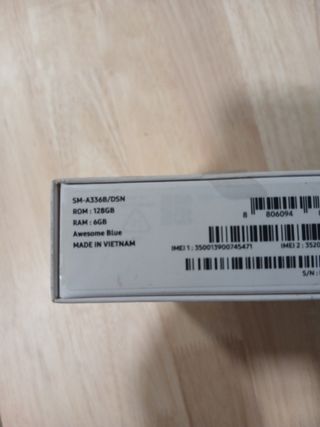 SM-A336B/DSN
ROM : 128GB
RAM : 6GB
Awesome Blue
MADE IN VIETNAM
8 806094
IMEI 1 : 350013900745471
IMEI 2 : 3520
S/N :